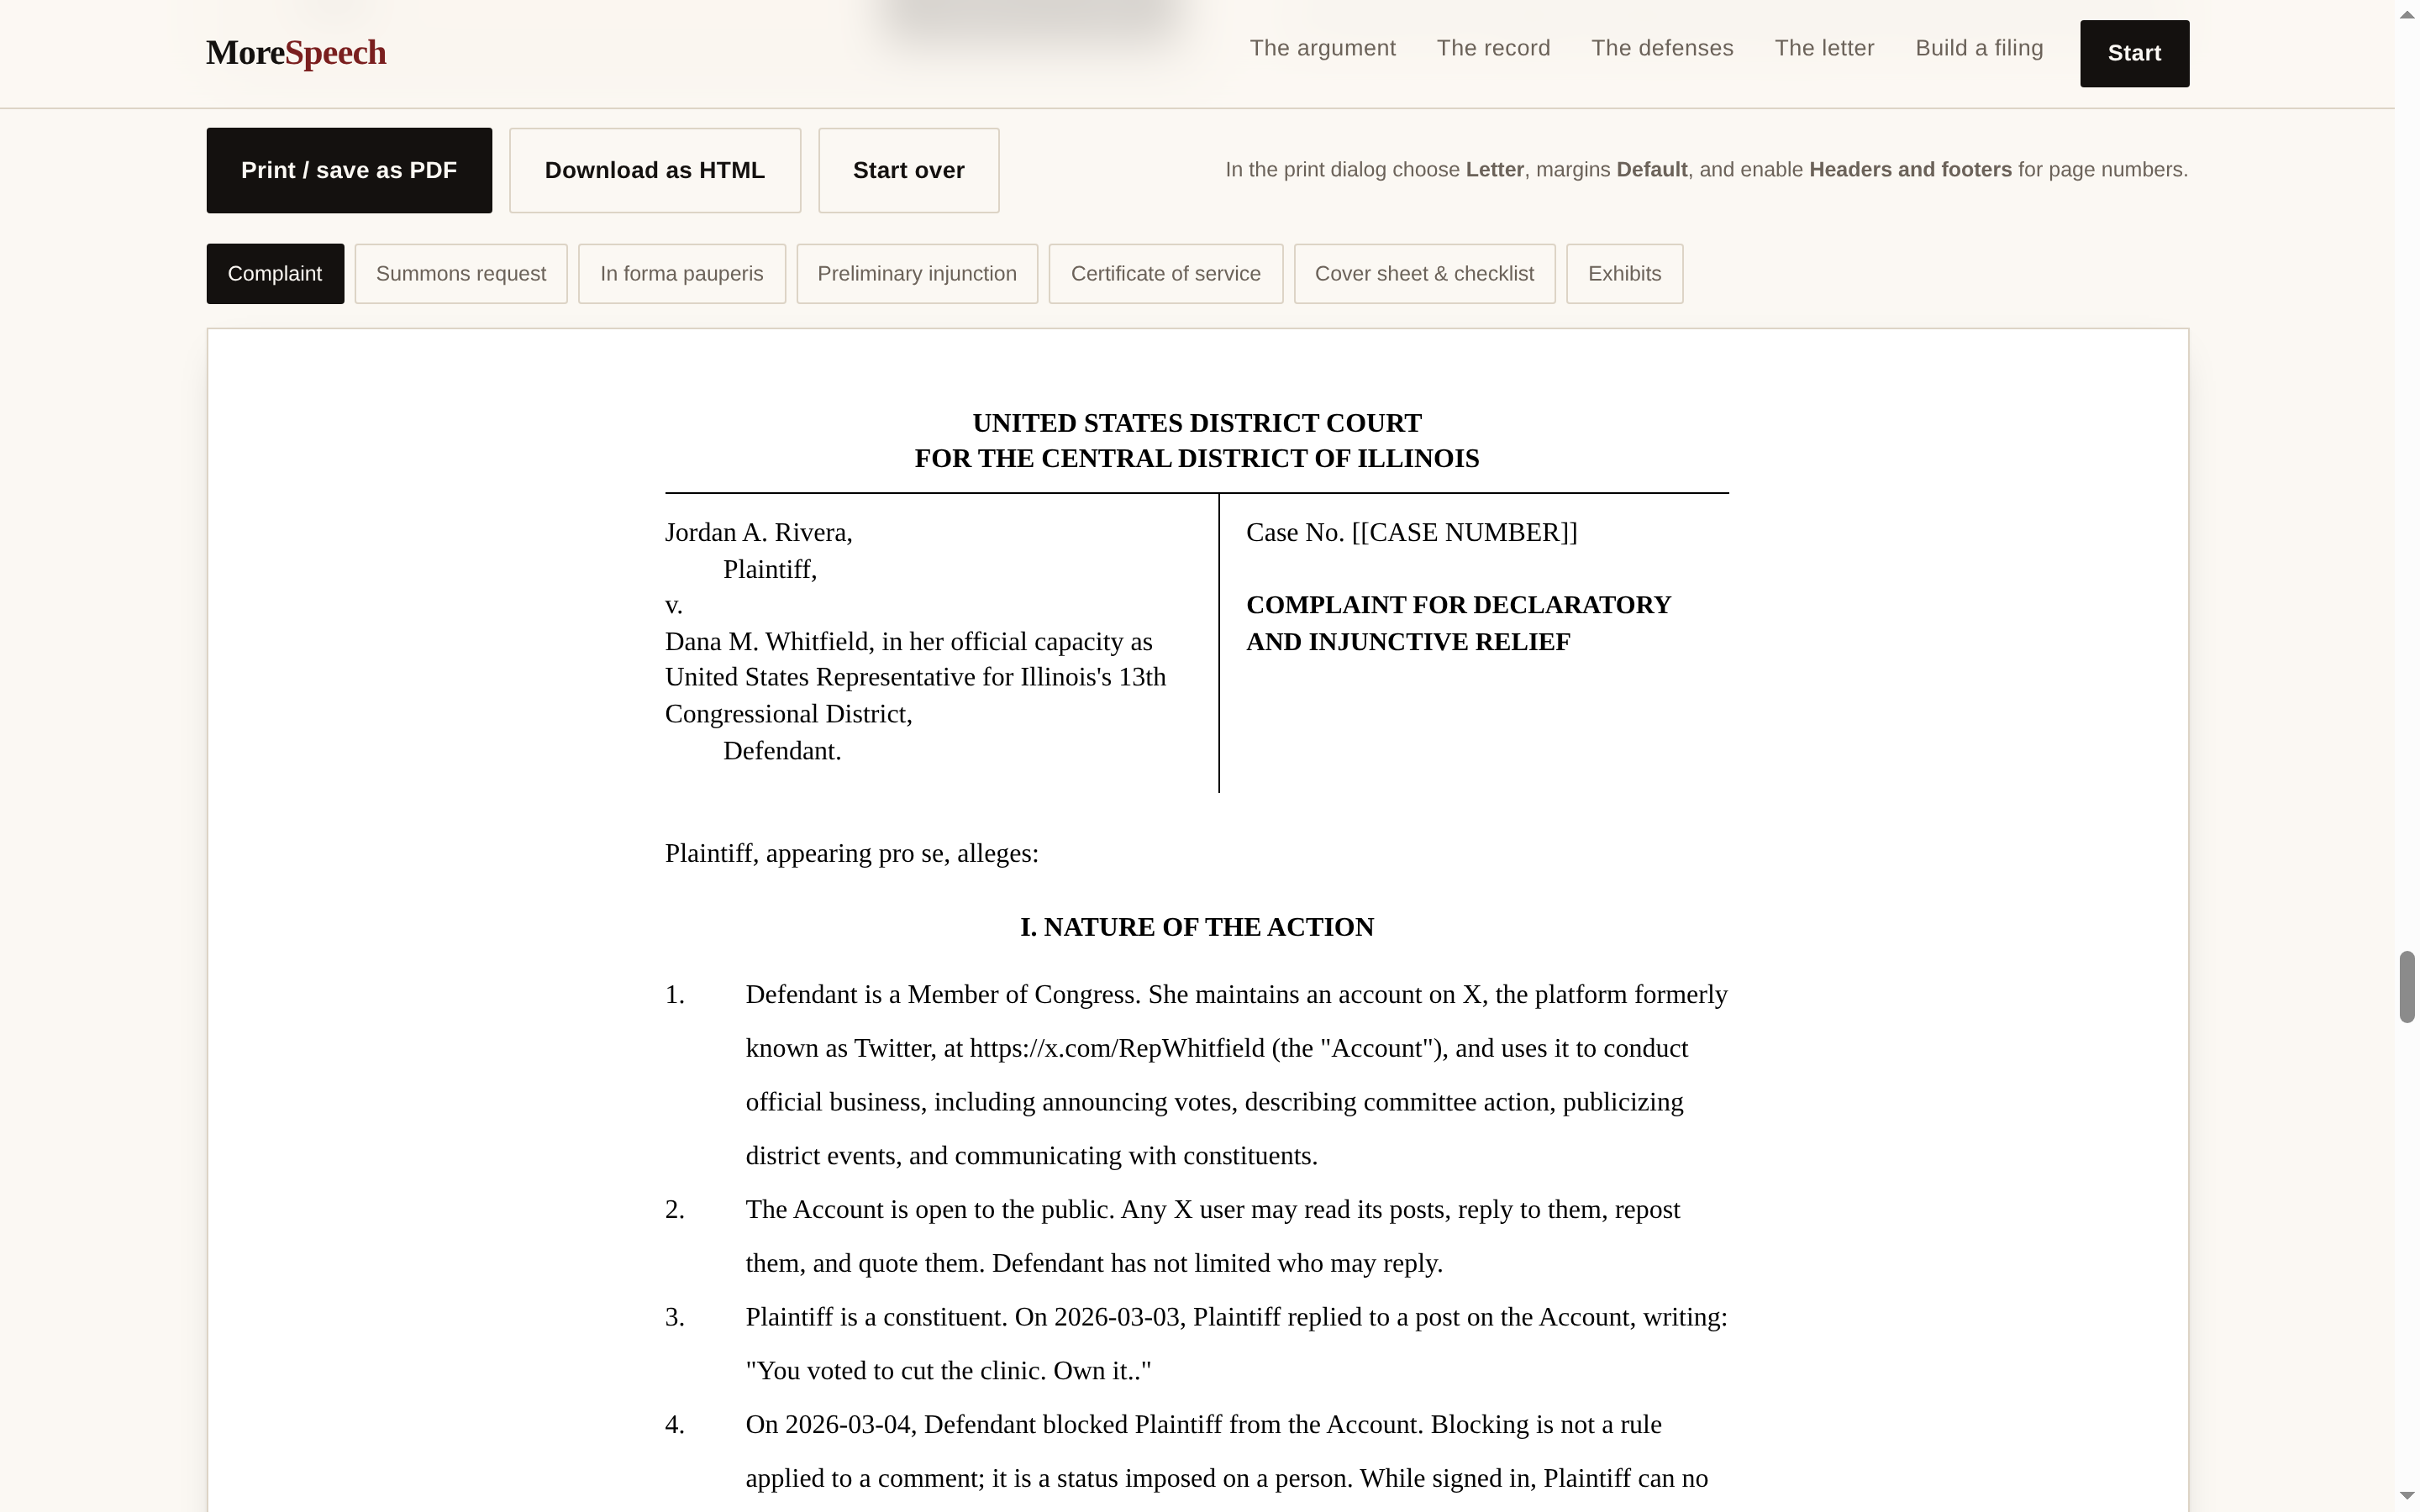 MoreSpeech
The argument
The record
The defenses
The letter
Build a filing
Start
Print / save as PDF
Download as HTML
Start over
In the print dialog choose Letter, margins Default, and enable Headers and footers for page numbers.
Complaint
Summons request
In forma pauperis
Preliminary injunction
Certificate of service
Cover sheet & checklist
Exhibits
UNITED STATES DISTRICT COURT
FOR THE CENTRAL DISTRICT OF ILLINOIS
Jordan A. Rivera,
Plaintiff,
v.
Dana M. Whitfield, in her official capacity as
United States Representative for Illinois's 13th
Congressional District,
Defendant.
Case No. [[CASE NUMBER]]
COMPLAINT FOR DECLARATORY
AND INJUNCTIVE RELIEF
Plaintiff, appearing pro se, alleges:
I. NATURE OF THE ACTION
1. Defendant is a Member of Congress. She maintains an account on X, the platform formerly
known as Twitter, at https://x.com/RepWhitfield (the "Account"), and uses it to conduct
official business, including announcing votes, describing committee action, publicizing
district events, and communicating with constituents.
2. The Account is open to the public. Any X user may read its posts, reply to them, repost
them, and quote them. Defendant has not limited who may reply.
3. Plaintiff is a constituent. On 2026-03-03, Plaintiff replied to a post on the Account, writing:
"You voted to cut the clinic. Own it.."
4. On 2026-03-04, Defendant blocked Plaintiff from the Account. Blocking is not a rule
applied to a comment; it is a status imposed on a person. While signed in, Plaintiff can no